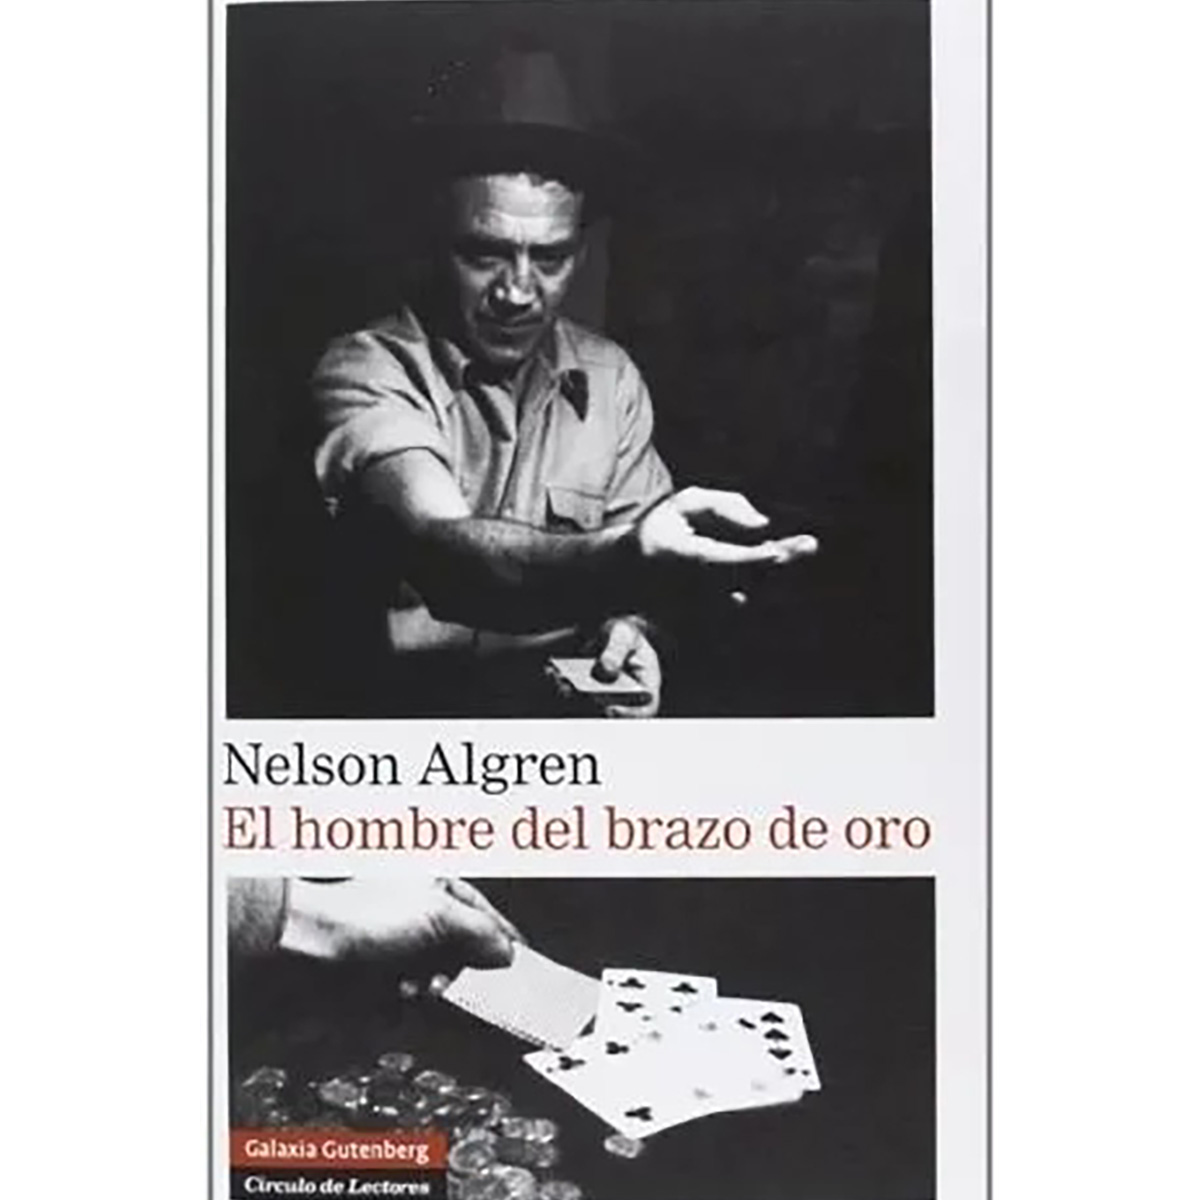 Nelson Algren
El hombre del brazo de oro
Galaxia Gutenberg
Círculo de Lectores